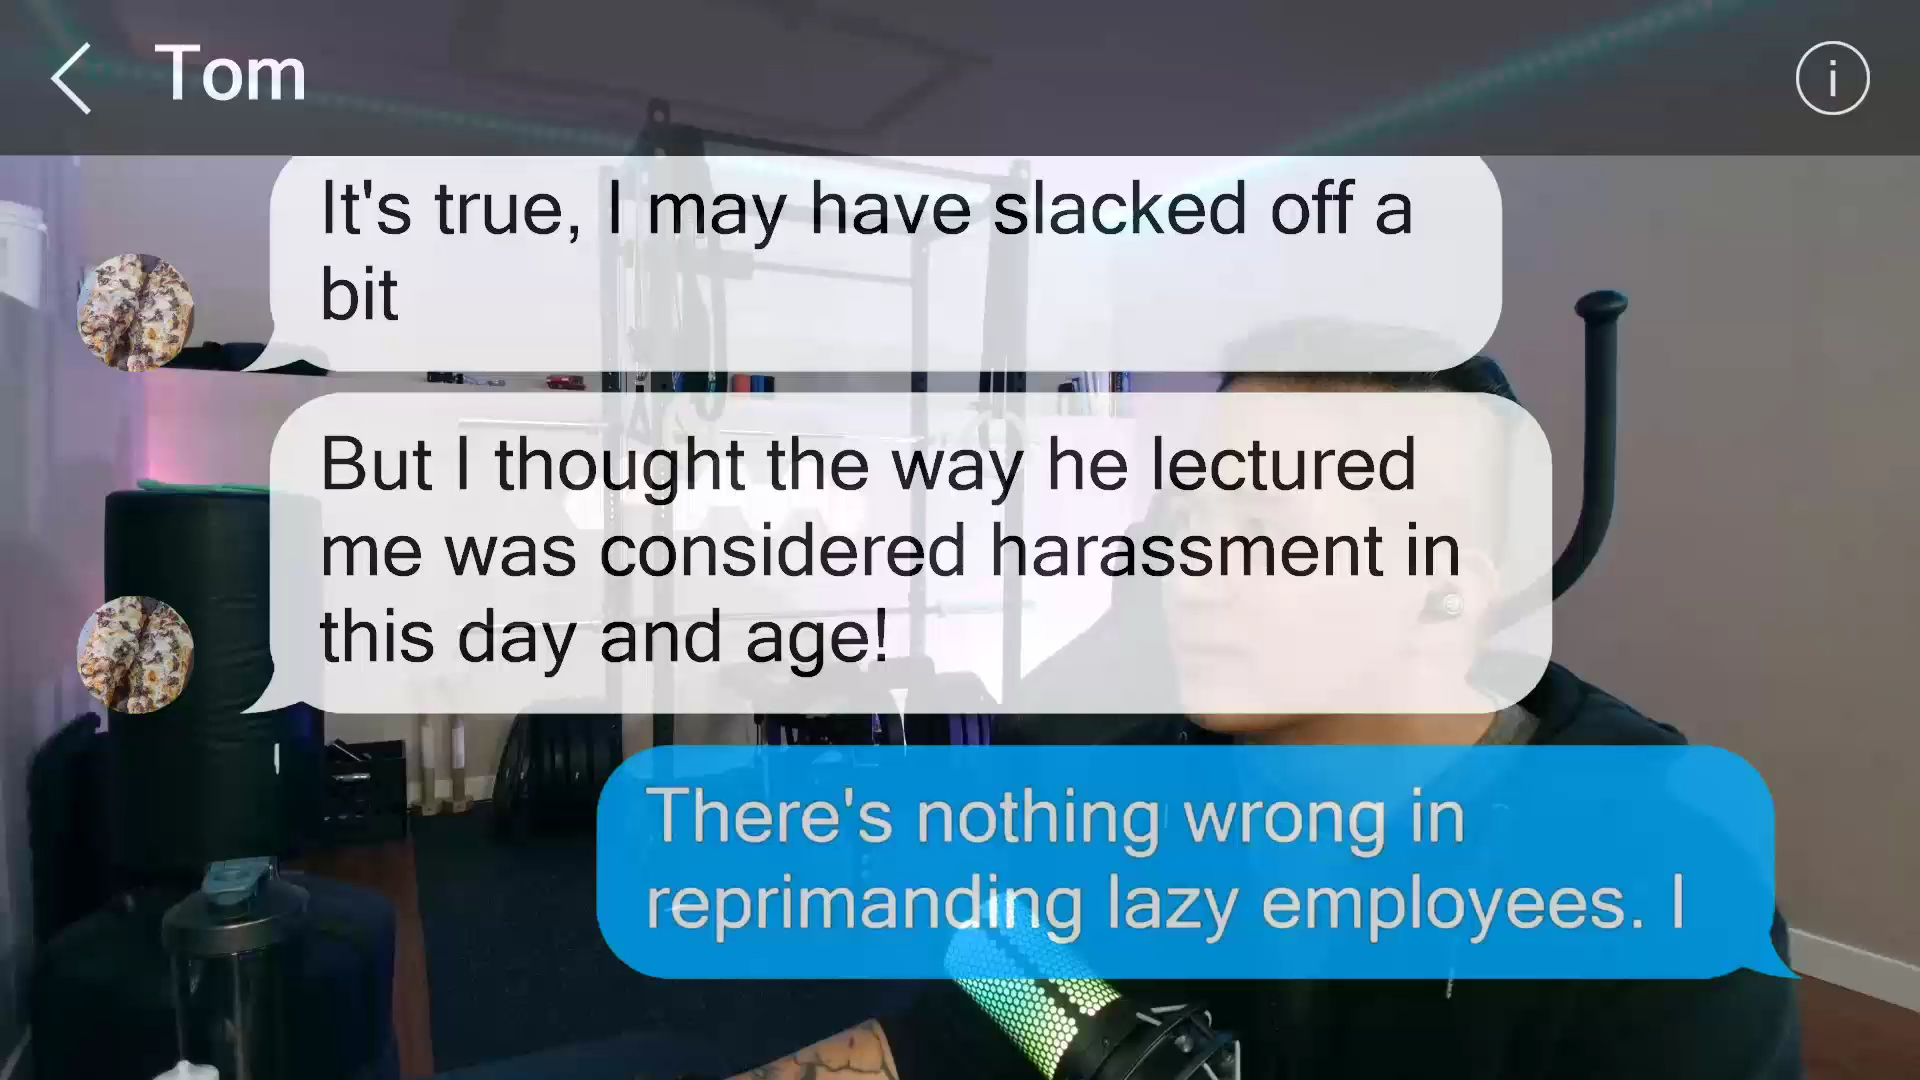 Tom
It's true, I may have slacked off a
bit
But I thought the way he lectured
me was considered harassment in
this day and age!
There's nothing wrong in
reprimanding lazy employees. I